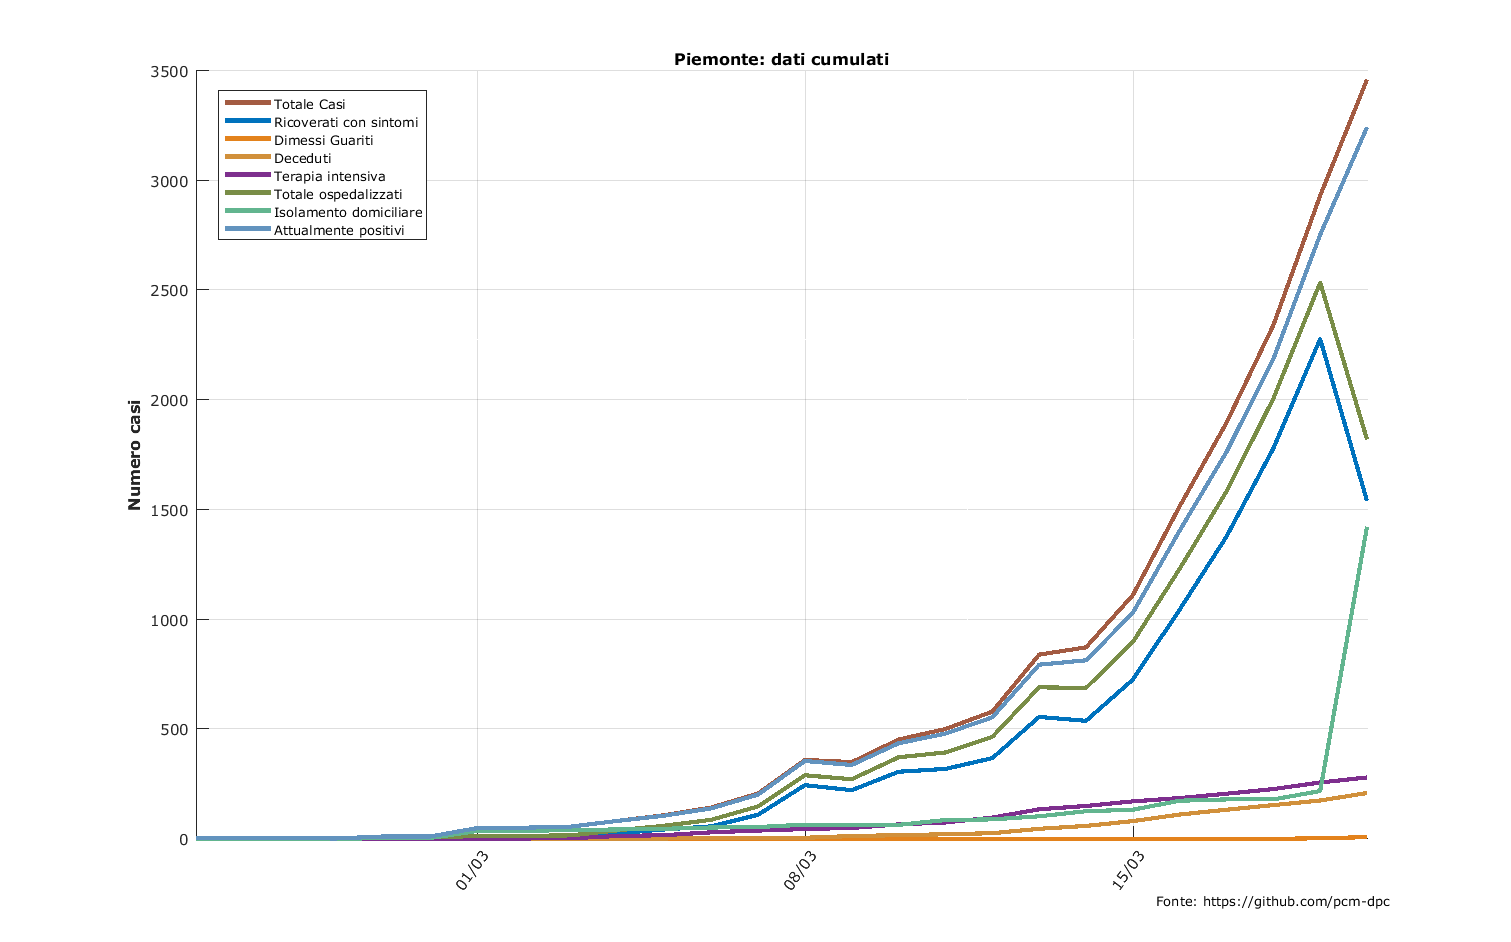 Piemonte: dati cumulati
3500
3000
2500
2000
1500
1000
500
0
Numero casi
Totale Casi
Ricoverati con sintomi
Dimessi Guariti
Deceduti
Terapia intensiva
Totale ospedalizzati
Isolamento domiciliare
Attualmente positivi
01/03
08/03
15/03
Fonte: https://github.com/pcm-dpc